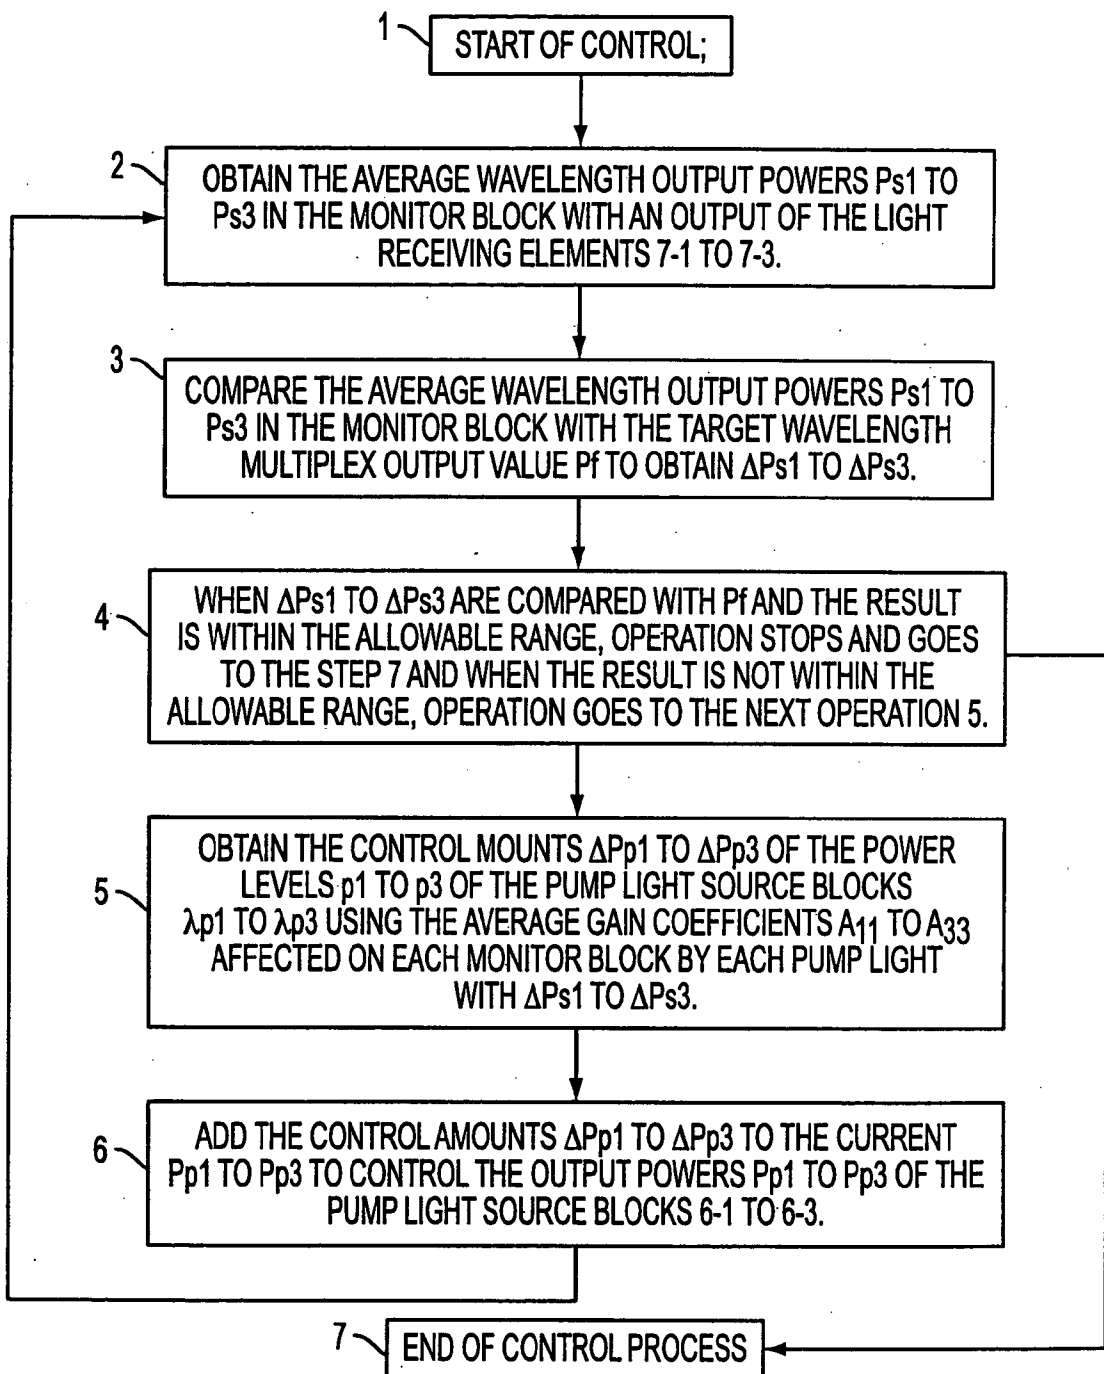 1
START OF CONTROL;
2
OBTAIN THE AVERAGE WAVELENGTH OUTPUT POWERS Ps1 TO
Ps3 IN THE MONITOR BLOCK WITH AN OUTPUT OF THE LIGHT
RECEIVING ELEMENTS 7-1 TO 7-3.
3
COMPARE THE AVERAGE WAVELENGTH OUTPUT POWERS Ps1 TO
Ps3 IN THE MONITOR BLOCK WITH THE TARGET WAVELENGTH
MULTIPLEX OUTPUT VALUE Pf TO OBTAIN ΔPs1 TO ΔPs3.
4
WHEN ΔPs1 TO ΔPs3 ARE COMPARED WITH Pf AND THE RESULT
IS WITHIN THE ALLOWABLE RANGE, OPERATION STOPS AND GOES
TO THE STEP 7 AND WHEN THE RESULT IS NOT WITHIN THE
ALLOWABLE RANGE, OPERATION GOES TO THE NEXT OPERATION 5.
5
OBTAIN THE CONTROL MOUNTS ΔPp1 TO ΔPp3 OF THE POWER
LEVELS p1 TO p3 OF THE PUMP LIGHT SOURCE BLOCKS
λp1 TO λp3 USING THE AVERAGE GAIN COEFFICIENTS A₁₁ TO A₃₃
AFFECTED ON EACH MONITOR BLOCK BY EACH PUMP LIGHT
WITH ΔPs1 TO ΔPs3.
6
ADD THE CONTROL AMOUNTS ΔPp1 TO ΔPp3 TO THE CURRENT
Pp1 TO Pp3 TO CONTROL THE OUTPUT POWERS Pp1 TO Pp3 OF THE
PUMP LIGHT SOURCE BLOCKS 6-1 TO 6-3.
7
END OF CONTROL PROCESS